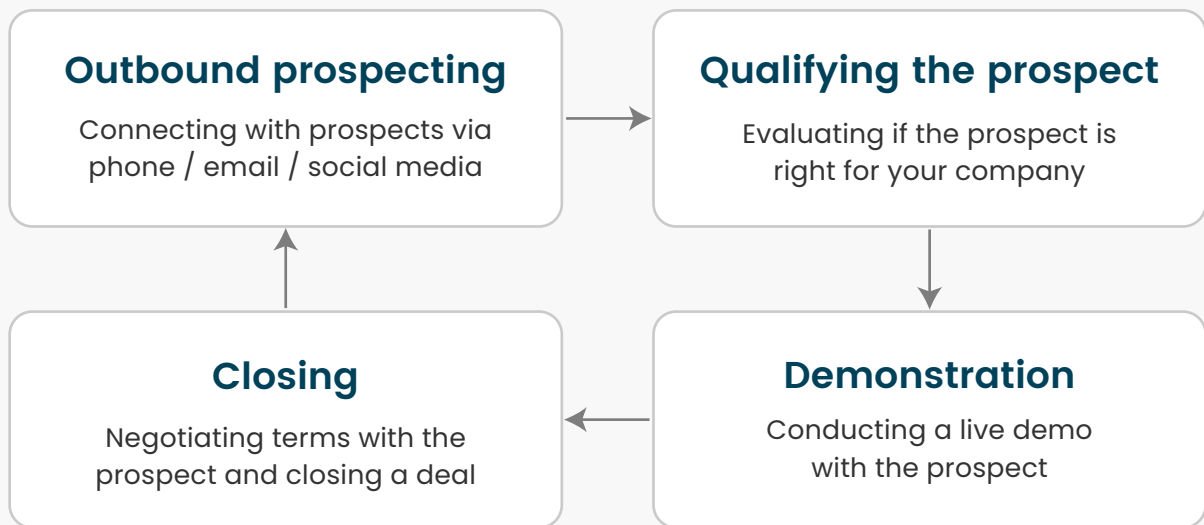 Outbound prospecting
Connecting with prospects via
phone / email / social media
Qualifying the prospect
Evaluating if the prospect is
right for your company
Demonstration
Conducting a live demo
with the prospect
Closing
Negotiating terms with the
prospect and closing a deal